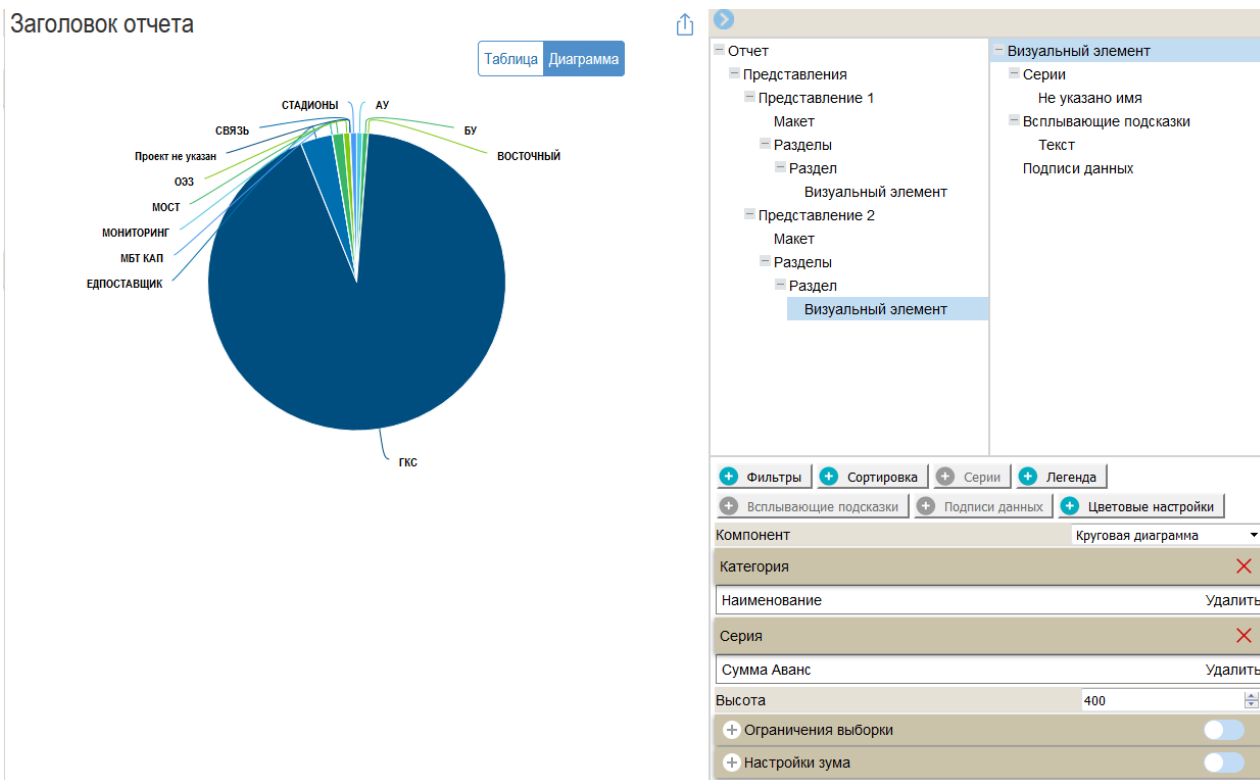 Заголовок отчета
Таблица Диаграмма
СТАДИОНЫ
АУ
СВЯЗЬ
БУ
Проект не указан
ВОСТОЧНЫЙ
ОЭЗ
МОСТ
МОНИТОРИНГ
МБТ КАП
ЕДПОСТАВЩИК
ГКС
Отчет
Представления
Представление 1
Макет
Разделы
Раздел
Визуальный элемент
Представление 2
Макет
Разделы
Раздел
Визуальный элемент
Визуальный элемент
Серии
Не указано имя
Всплывающие подсказки
Текст
Подписи данных
Фильтры Сортировка Серии Легенда
Всплывающие подсказки Подписи данных Цветовые настройки
Компонент Круговая диаграмма
Категория
Наименование Удалить
Серия
Сумма Аванс Удалить
Высота 400
Ограничения выборки
Настройки зума